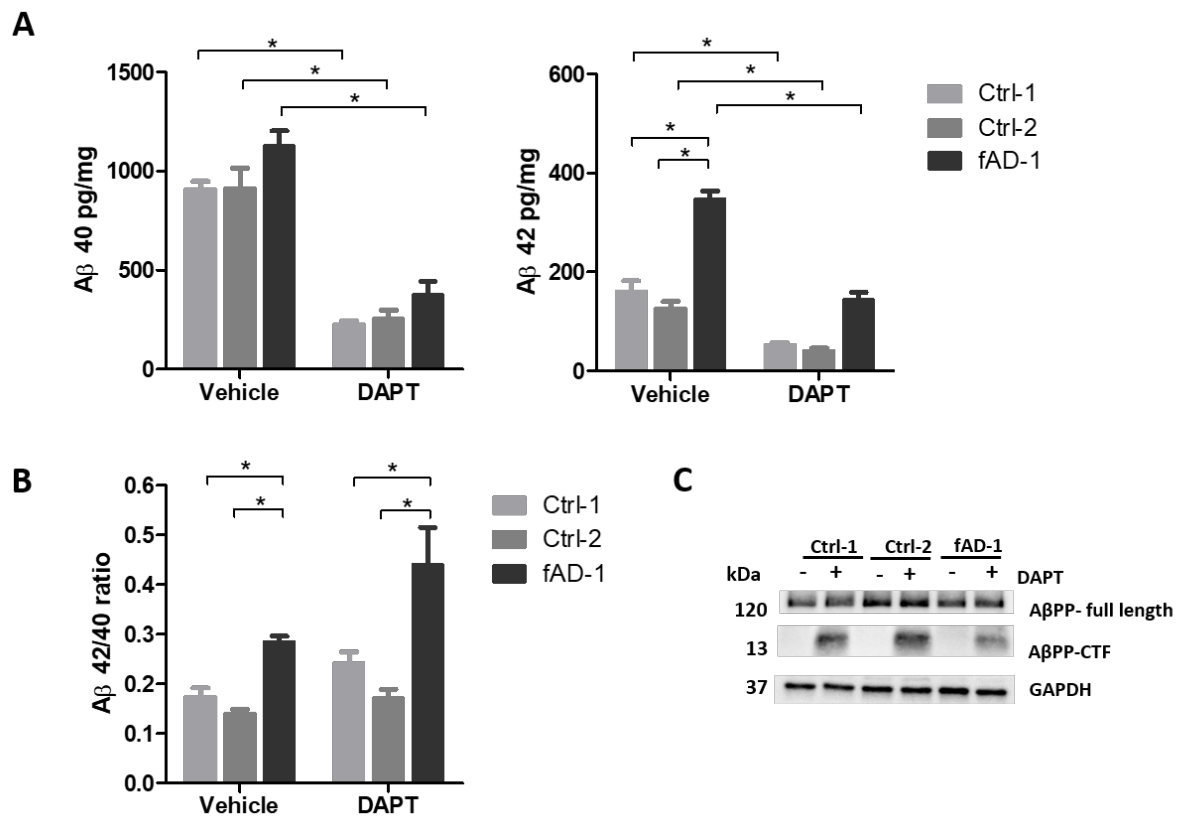 A
*
*
*
1500
1000
500
0
Aβ 40 pg/mg
Vehicle
DAPT
*
*
*
*
*
600
400
200
0
Aβ 42 pg/mg
Vehicle
DAPT
Ctrl-1
Ctrl-2
fAD-1
B
*
*
*
*
0.6
0.5
0.4
0.3
0.2
0.1
0.0
Aβ 42/40 ratio
Vehicle
DAPT
Ctrl-1
Ctrl-2
fAD-1
C
Ctrl-1 Ctrl-2 fAD-1
kDa - + - + - + DAPT
120 AβPP- full length
13 AβPP-CTF
37 GAPDH